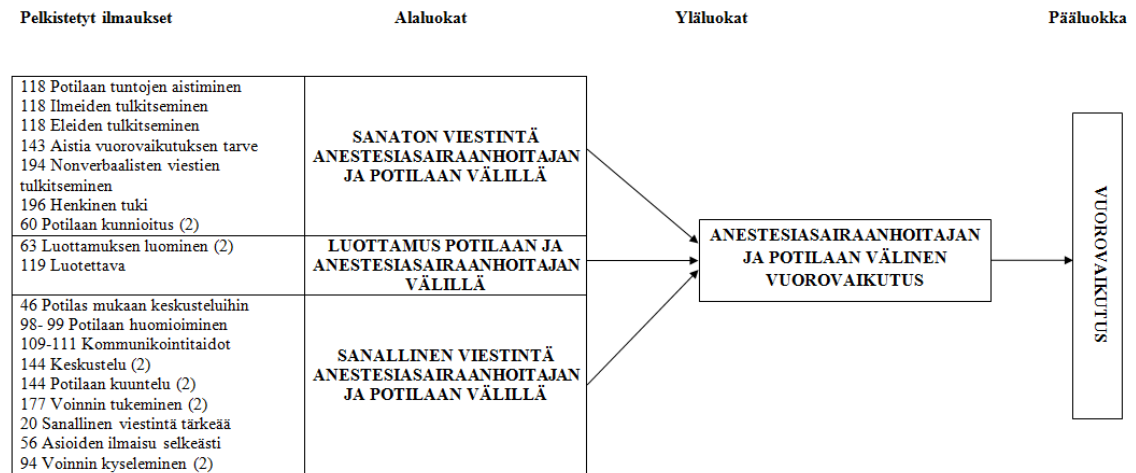 Pelkistetyt ilmaukset
Alaluokat
Yläluokat
Pääluokka
118 Potilaan tuntojen aistiminen
118 Ilmeiden tulkitseminen
118 Eleiden tulkitseminen
143 Aistia vuorovaikutuksen tarve
194 Nonverbaalisten viestien
tulkitseminen
196 Henkinen tuki
60 Potilaan kunnioitus (2)
SANATON VIESTINTÄ
ANESTESIASAIRAANHOITAJAN
JA POTILAAN VÄLILLÄ
63 Luottamuksen luominen (2)
119 Luotettava
LUOTTAMUS POTILAAN JA
ANESTESIASAIRAANHOITAJAN
VÄLILLÄ
46 Potilas mukaan keskusteluihin
98- 99 Potilaan huomioiminen
109-111 Kommunikointitaidot
144 Keskustelu (2)
144 Potilaan kuuntelu (2)
177 Voinnin tukeminen (2)
20 Sanallinen viestintä tärkeää
56 Asioiden ilmaisu selkeästi
94 Voinnin kyseleminen (2)
SANALLINEN VIESTINTÄ
ANESTESIASAIRAANHOITAJAN
JA POTILAAN VÄLILLÄ
ANESTESIASAIRAANHOITAJAN
JA POTILAAN VÄLINEN
VUOROVAIKUTUS
VUOROVAIKUTUS